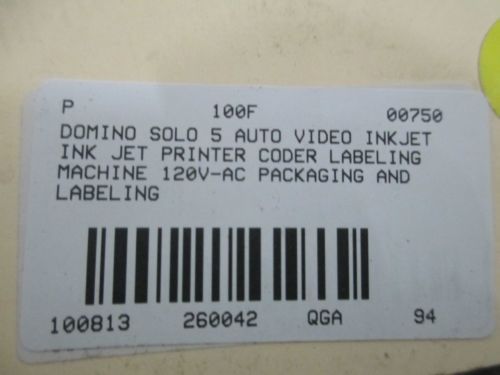 P 100F 00750
DOMINO SOLO 5 AUTO VIDEO INKJET
INK JET PRINTER CODER LABELING
MACHINE 120V-AC PACKAGING AND
LABELING
100813 260042 QGA 94